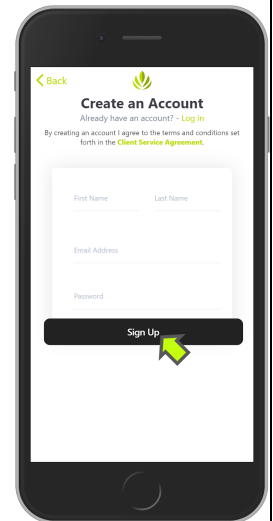 Back
Create an Account
Already have an account? - Log in
By creating an account I agree to the terms and conditions set
forth in the Client Service Agreement.
First Name Last Name
Email Address
Password
Sign Up